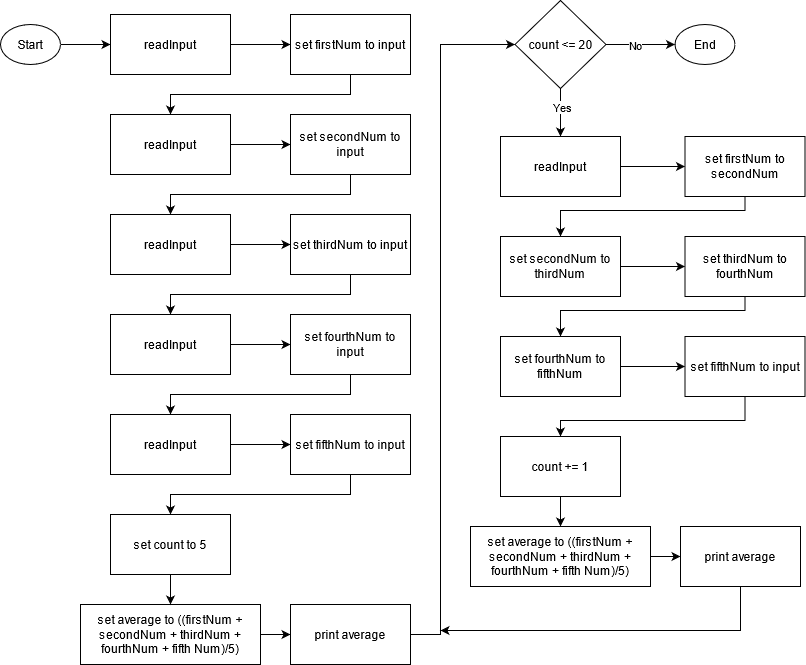 Start
readInput
set firstNum to input
readInput
set secondNum to
input
readInput
set thirdNum to input
readInput
set fourthNum to
input
readInput
set fifthNum to input
set count to 5
set average to ((firstNum +
secondNum + thirdNum +
fourthNum + fifth Num)/5)
print average
count <= 20
No
End
Yes
readInput
set firstNum to
secondNum
set secondNum to
thirdNum
set thirdNum to
fourthNum
set fourthNum to
fifthNum
set fifthNum to input
count += 1
set average to ((firstNum +
secondNum + thirdNum +
fourthNum + fifth Num)/5)
print average